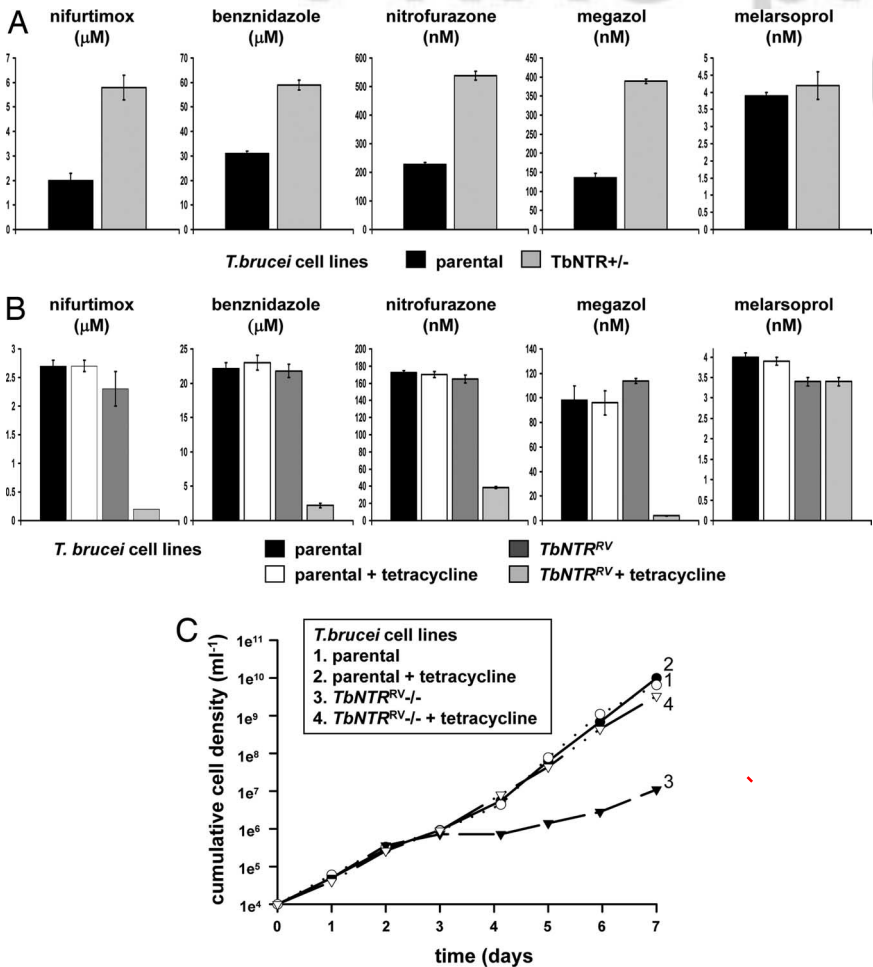 A
nifurtimox benznidazole nitrofurazone megazol melarsoprol
(μM) (μM) (nM) (nM) (nM)
7 70 600 450 5
6 60 500 400 4.5
5 50 400 350 4
4 40 300 300 3.5
3 30 200 250 3
2 20 100 200 2.5
1 10 0 150 2
0 0 100 1.5
50 1
0 0.5
0
T.brucei cell lines parental TbNTR+/-
B
nifurtimox benznidazole nitrofurazone megazol melarsoprol
(μM) (μM) (nM) (nM) (nM)
3 25 200 140 4
2.5 20 180 120 3.5
2 15 160 100 3
1.5 10 140 80 2.5
1 5 120 60 2
0.5 0 100 40 1.5
0 80 20 1
60 0 0.5
40 0
20
0
T. brucei cell lines parental TbNTRᴿⱽ
parental + tetracycline TbNTRᴿⱽ + tetracycline
C
cumulative cell density (ml⁻¹)
1e11
1e10
1e9
1e8
1e7
1e6
1e5
1e4
T.brucei cell lines
1. parental
2. parental + tetracycline
3. TbNTRᴿⱽ-/-
4. TbNTRᴿⱽ-/- + tetracycline
2
1
4
3
0 1 2 3 4 5 6 7
time (days